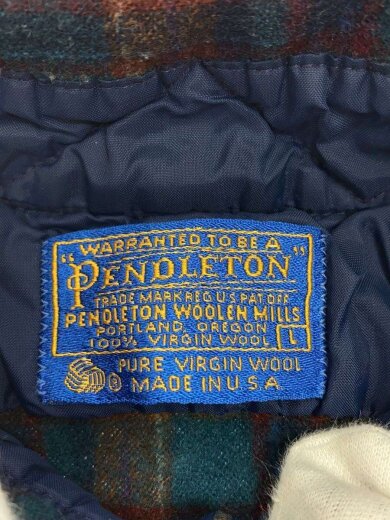 WARRANTED TO BE A
"PENDLETON"
TRADE MARK REG U.S PAT OFF
PENDLETON WOOLEN MILLS
PORTLAND, OREGON
100% VIRGIN WOOL L
PURE VIRGIN WOOL
® MADE IN U.S.A